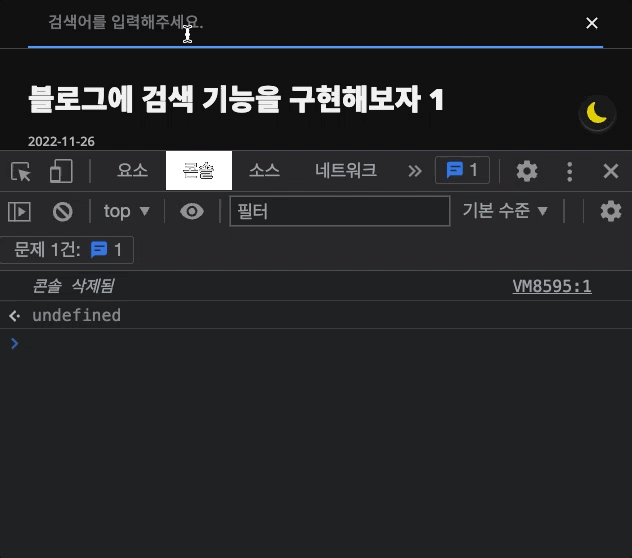 검색어를 입력해주세요.
블로그에 검색 기능을 구현해보자 1
2022-11-26
요소 콘솔 소스 네트워크 » 1
top ▼ 필터 기본 수준 ▼
문제 1건: 1
콘솔 삭제됨 VM8595:1
undefined